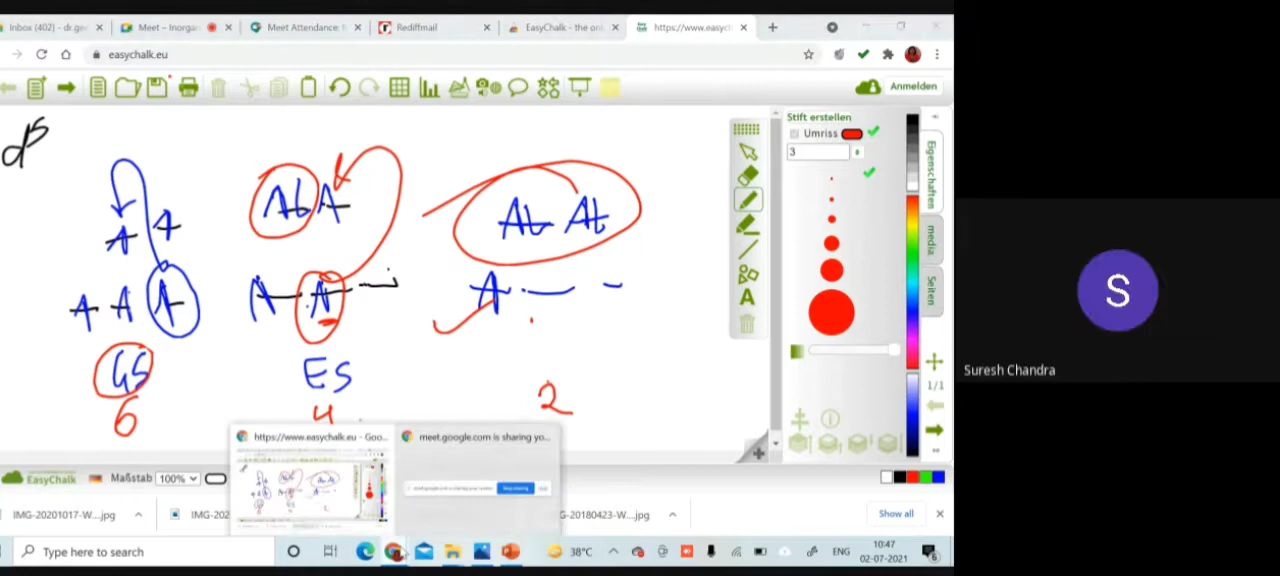 Inbox (402) - dr.ge
Meet – Inorgan
Meet Attendance:
Rediffmail
EasyChalk - the onl
https://www.easych
easychalk.eu
Anmelden
Stift erstellen
Umriss
3
Eigenschaften
media
Seiten
d5
GS
ES
6
4
2
1/1
https://www.easychalk.eu - Goo...
meet.google.com is sharing yo...
EasyChalk
Maßstab
100%
IMG-20201017-W....jpg
IMG-202
G-20180423-W....jpg
Show all
Type here to search
38°C
ENG
10:47
02-07-2021
6
S
Suresh Chandra